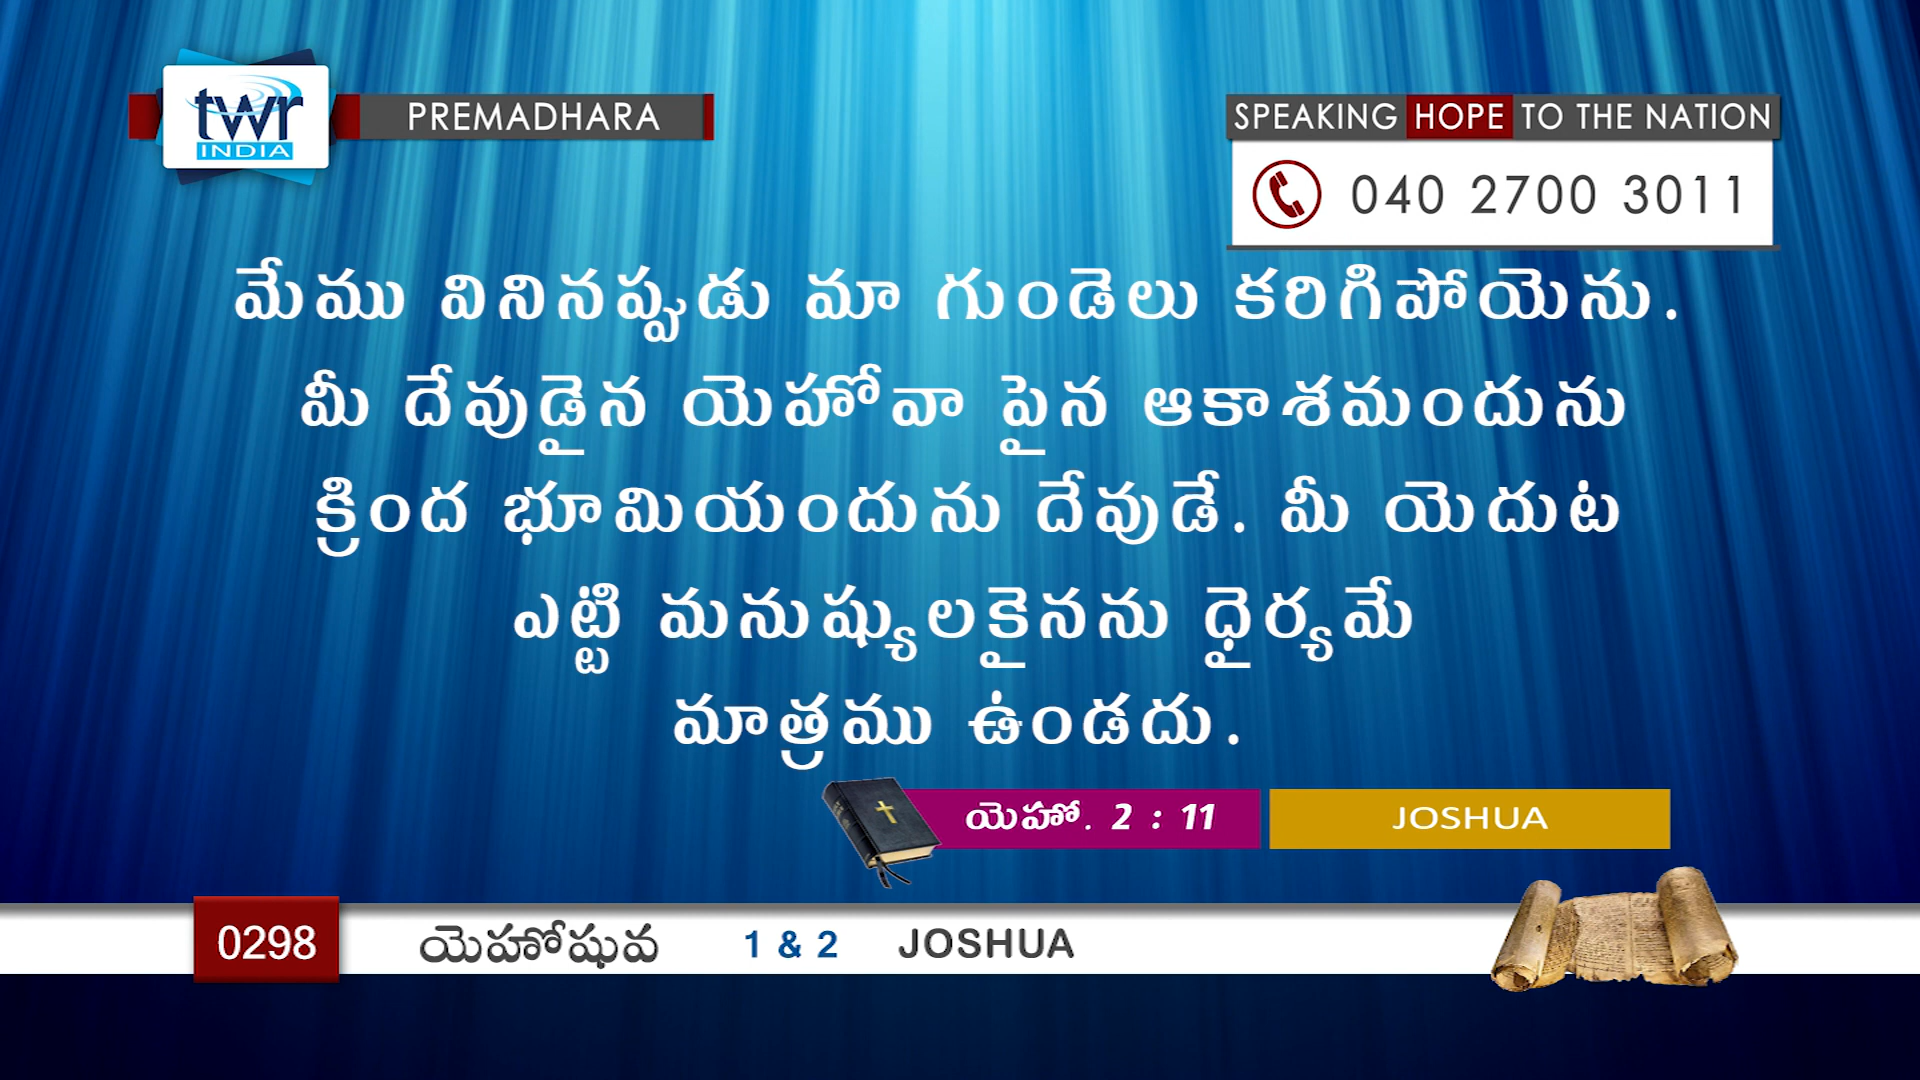 twr
INDIA
PREMADHARA
SPEAKING HOPE TO THE NATION
040 2700 3011
మేము వినినప్పుడు మా గుండెలు కరిగిపోయెను.
మీ దేవుడైన యెహోవా పైన ఆకాశమందును
క్రింద భూమియందును దేవుడే. మీ యెదుట
ఎట్టి మనుష్యులకైనను ధైర్యమే
మాత్రము ఉండదు.
యెహో. 2 : 11
JOSHUA
0298
యెహోషువ 1 & 2 JOSHUA